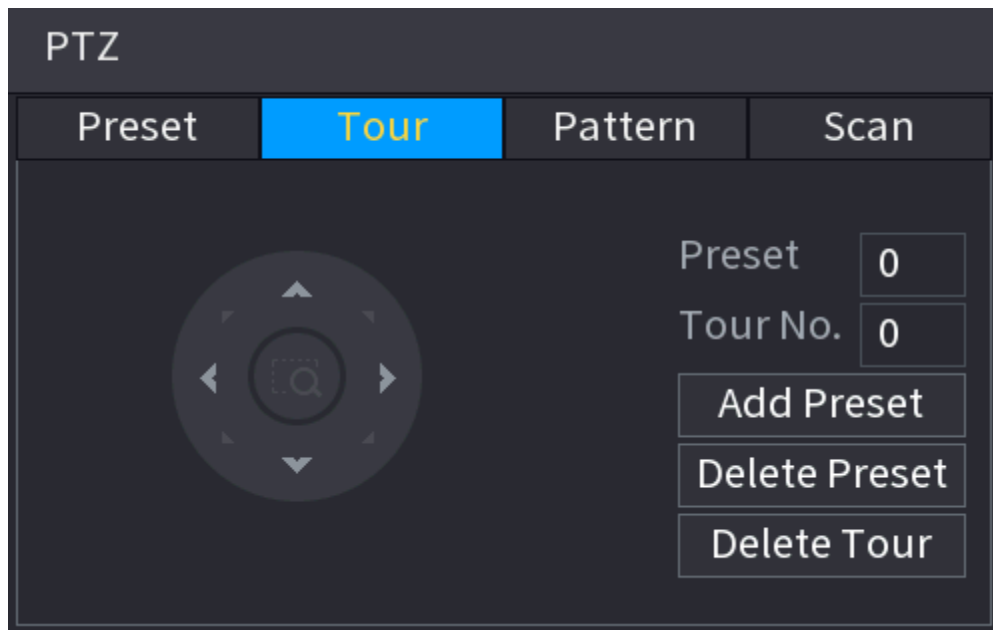 PTZ
Preset Tour Pattern Scan
Preset 0
Tour No. 0
Add Preset
Delete Preset
Delete Tour